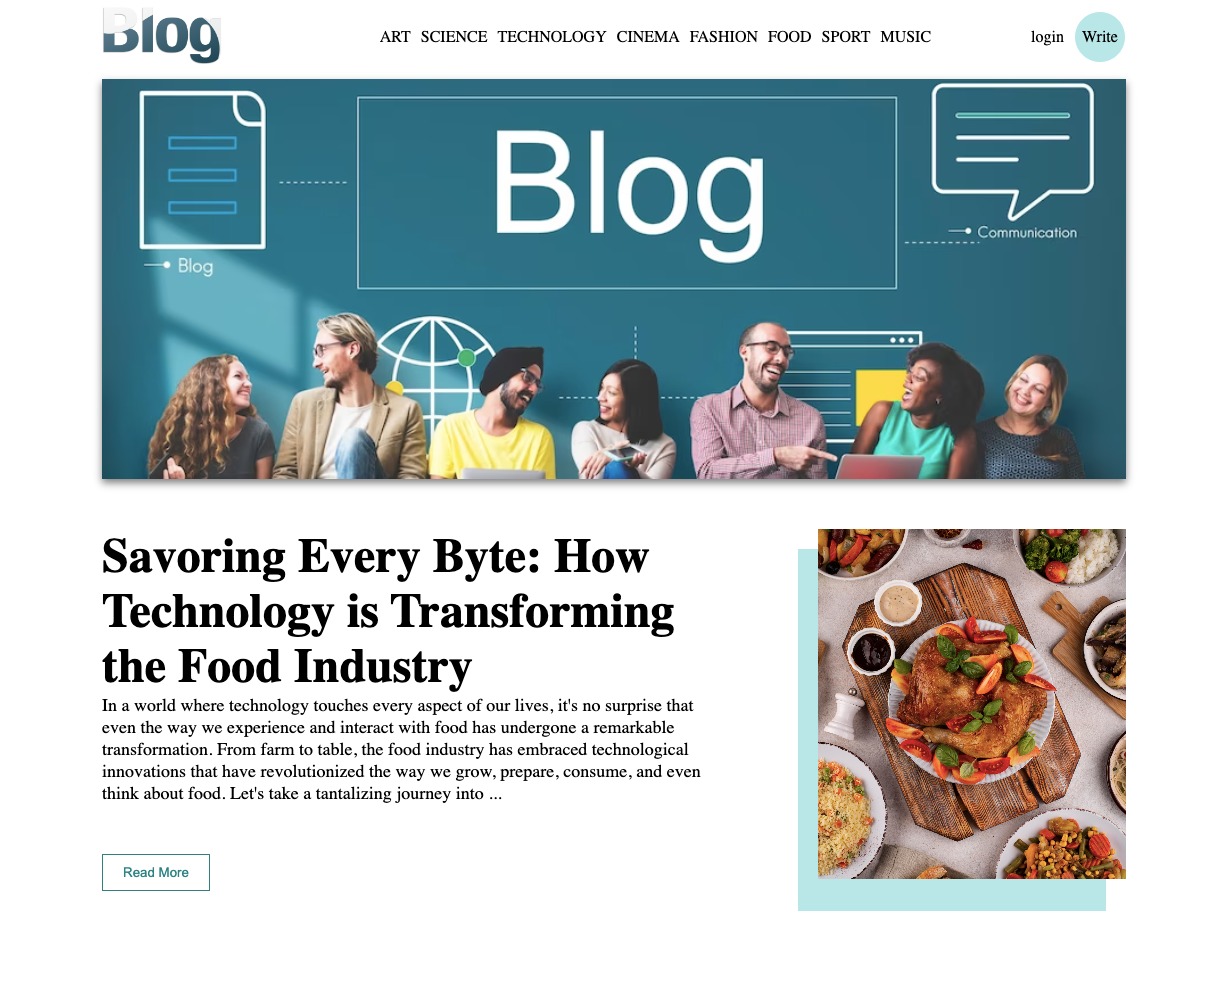 Blog
ART SCIENCE TECHNOLOGY CINEMA FASHION FOOD SPORT MUSIC
login Write
Blog
Communication
Blog
Savoring Every Byte: How
Technology is Transforming
the Food Industry
In a world where technology touches every aspect of our lives, it's no surprise that
even the way we experience and interact with food has undergone a remarkable
transformation. From farm to table, the food industry has embraced technological
innovations that have revolutionized the way we grow, prepare, consume, and even
think about food. Let's take a tantalizing journey into ...
Read More